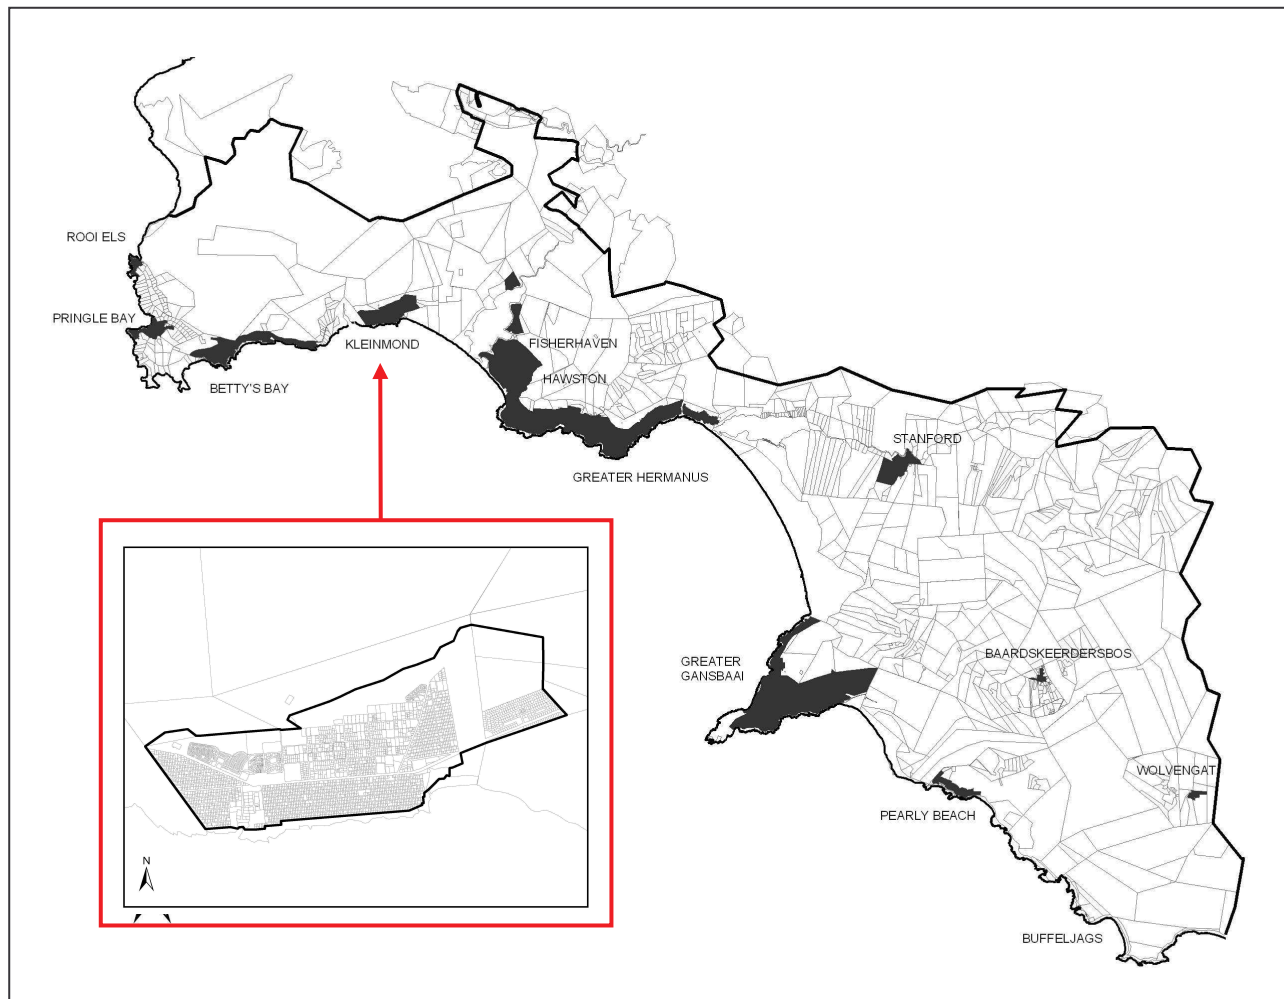 ROOI ELS
PRINGLE BAY
KLEINMOND
FISHERHAVEN
HAWSTON
BETTY'S BAY
STANFORD
GREATER HERMANUS
GREATER
GANSBAAI
BAARDSKEERDERSBOS
WOLVENGAT
PEARLY BEACH
N
BUFFELJAGS